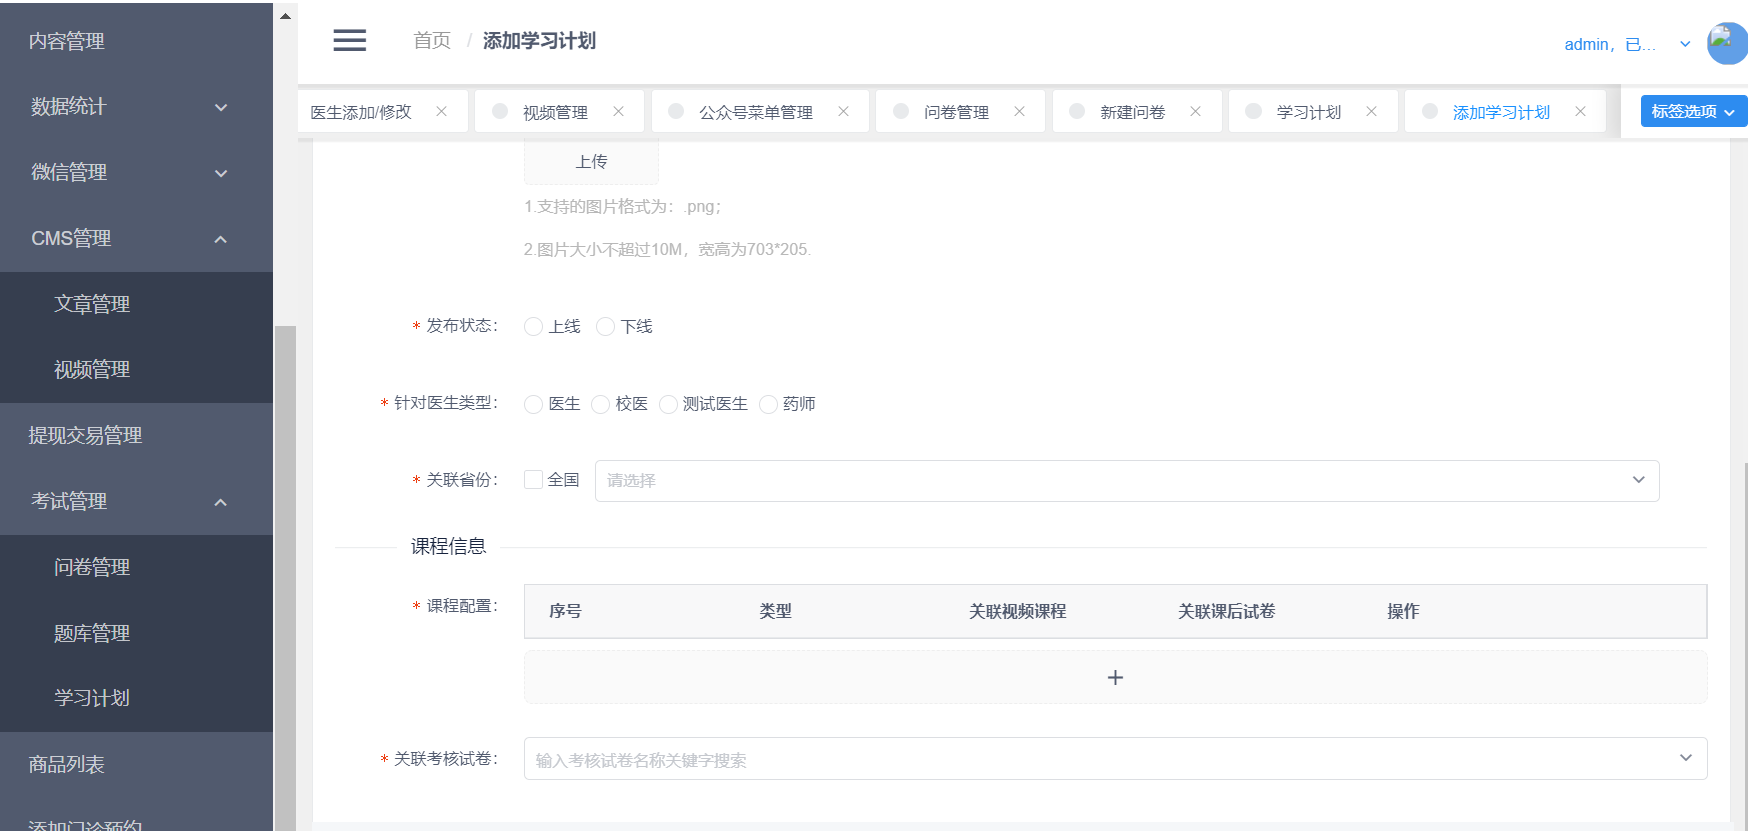 内容管理
数据统计
微信管理
CMS管理
文章管理
视频管理
提现交易管理
考试管理
问卷管理
题库管理
学习计划
商品列表
添加门诊预约
首页 / 添加学习计划
admin，已...
医生添加/修改
视频管理
公众号菜单管理
问卷管理
新建问卷
学习计划
添加学习计划
标签选项
上传
1.支持的图片格式为：.png;
2.图片大小不超过10M，宽高为703*205.
* 发布状态： 上线 下线
* 针对医生类型： 医生 校医 测试医生 药师
* 关联省份： 全国 请选择
课程信息
* 课程配置： 序号 类型 关联视频课程 关联课后试卷 操作
+
* 关联考核试卷： 输入考核试卷名称关键字搜索